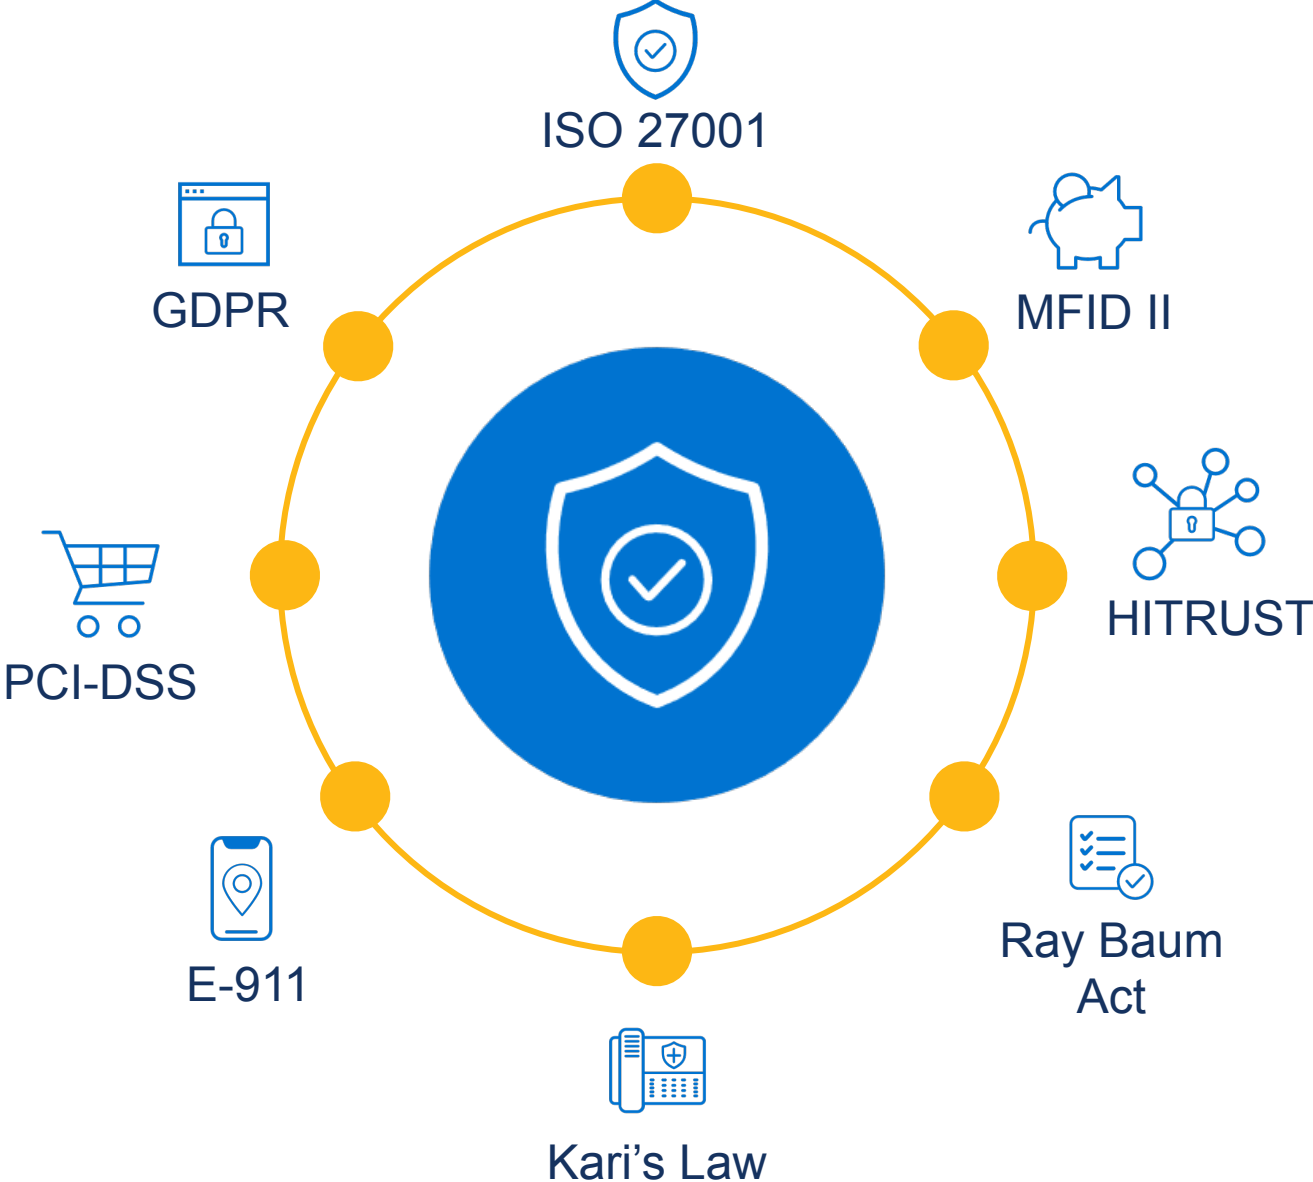 ISO 27001
GDPR
MFID II
HITRUST
PCI-DSS
Ray Baum
Act
E-911
Kari’s Law